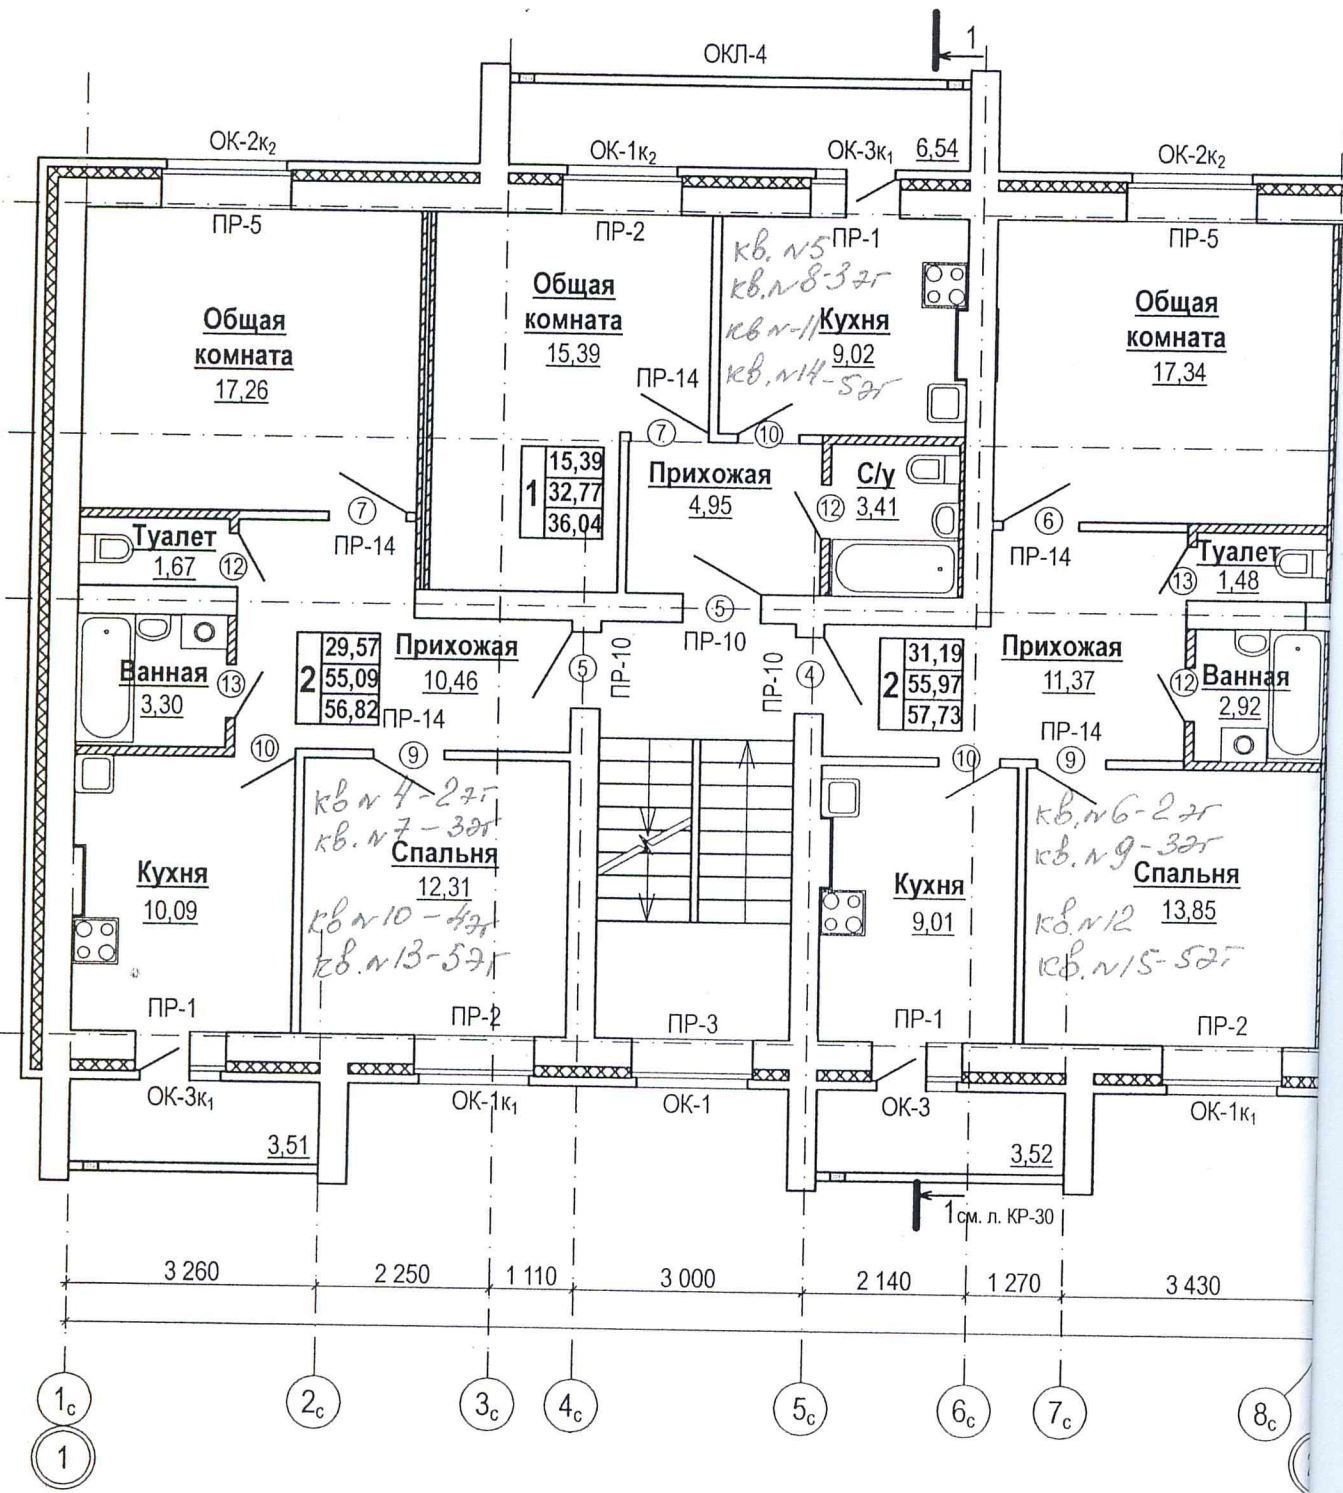 ОКЛ-4
1
ОК-2к₂
ОК-1к₂
ОК-3к₁
6,54
ОК-2к₂
ПР-5
ПР-2
ПР-1
ПР-5
кв. №5
кв. №8-3эт
кв №-11
кв. №14-5эт
Общая
комната
17,26
Общая
комната
15,39
Кухня
9,02
Общая
комната
17,34
ПР-14
7
10
1
15,39
32,77
36,04
Прихожая
4,95
С/у
3,41
12
7
ПР-14
6
ПР-14
Туалет
1,67
12
Туалет
1,48
13
5
ПР-10
Ванная
3,30
13
2
29,57
55,09
56,82
Прихожая
10,46
5
ПР-10
ПР-10
4
2
31,19
55,97
57,73
Прихожая
11,37
12
Ванная
2,92
ПР-14
10
9
10
ПР-14
9
кв № 4-2эт
кв. №7-3эт
Спальня
12,31
кв №10-4эт
кв. №13-5эт
Кухня
10,09
Кухня
9,01
кв, №6-2эт
кв. №9-3эт
Спальня
13,85
кв. №12
кв. №15-5эт
ПР-1
ПР-2
ПР-3
ПР-1
ПР-2
ОК-3к₁
ОК-1к₁
ОК-1
ОК-3
ОК-1к₁
3,51
3,52
1 см. л. КР-30
3 260
2 250
1 110
3 000
2 140
1 270
3 430
1с
2с
3с
4с
5с
6с
7с
8с
1